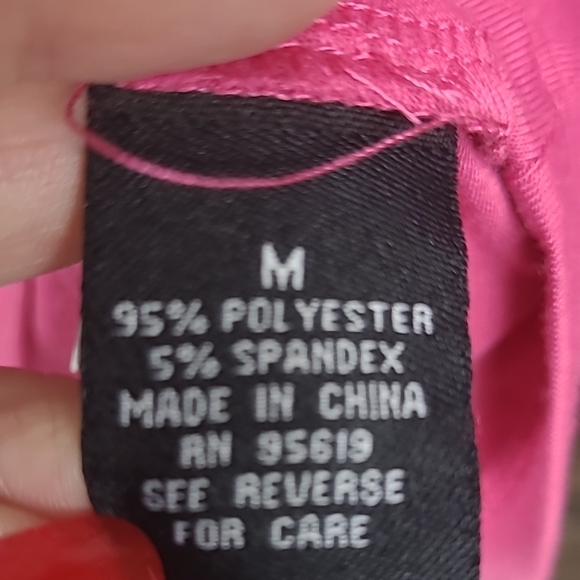 M
95% POLYESTER
5% SPANDEX
MADE IN CHINA
RN 95619
SEE REVERSE
FOR CARE